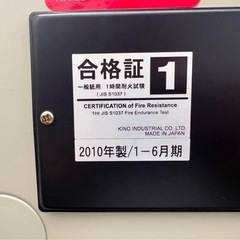 合格証 1
一般紙用 1時間耐火試験
(JIS S1037)
CERTIFICATION of Fire Resistance
1Hr JIS S1037 Fire Endurance Test
KING INDUSTRIAL CO.,LTD.
MADE IN JAPAN
2010年製/1-6月期